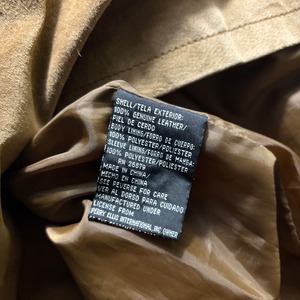 SHELL/TELA EXTERIOR:
100% GENUINE LEATHER/
PIEL DE CERDO
BODY LINING/FORRO DE CUERPO:
100% POLYESTER/POLIESTER
SLEEVE LINING/FORRO DE MANGA:
100% POLYESTER/POLIESTER
RN 35879
MADE IN CHINA
HECHO EN CHINA
SEE REVERSE FOR CARE
VER AL DORSO PARA CUIDADO
MANUFACTURED UNDER
LICENSE FROM
PERRY ELLIS INTERNATIONAL,INC OWNER